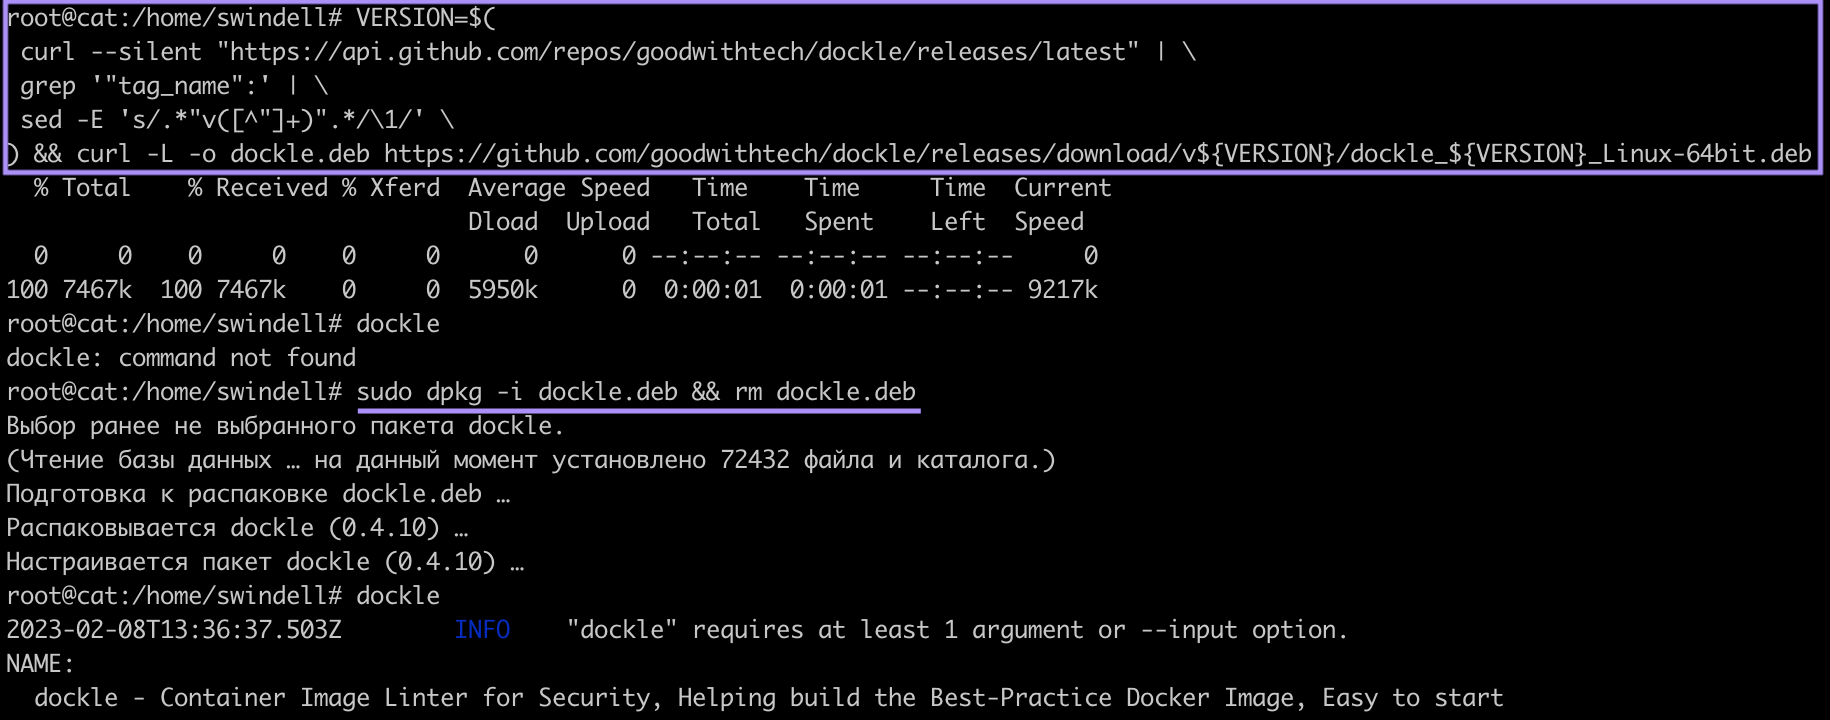 root@cat:/home/swindell# VERSION=$(
 curl --silent "https://api.github.com/repos/goodwithtech/dockle/releases/latest" | \
 grep '"tag_name":' | \
 sed -E 's/.*"v([^"]+)".*/\1/' \
) && curl -L -o dockle.deb https://github.com/goodwithtech/dockle/releases/download/v${VERSION}/dockle_${VERSION}_Linux-64bit.deb
  % Total    % Received % Xferd  Average Speed   Time    Time     Time  Current
                                 Dload  Upload   Total   Spent    Left  Speed
  0     0    0     0    0     0      0      0 --:--:-- --:--:-- --:--:--     0
100 7467k  100 7467k    0     0  5950k      0  0:00:01  0:00:01 --:--:-- 9217k
root@cat:/home/swindell# dockle
dockle: command not found
root@cat:/home/swindell# sudo dpkg -i dockle.deb && rm dockle.deb
Выбор ранее не выбранного пакета dockle.
(Чтение базы данных … на данный момент установлено 72432 файла и каталога.)
Подготовка к распаковке dockle.deb …
Распаковывается dockle (0.4.10) …
Настраивается пакет dockle (0.4.10) …
root@cat:/home/swindell# dockle
2023-02-08T13:36:37.503Z        INFO    "dockle" requires at least 1 argument or --input option.
NAME:
  dockle - Container Image Linter for Security, Helping build the Best-Practice Docker Image, Easy to start